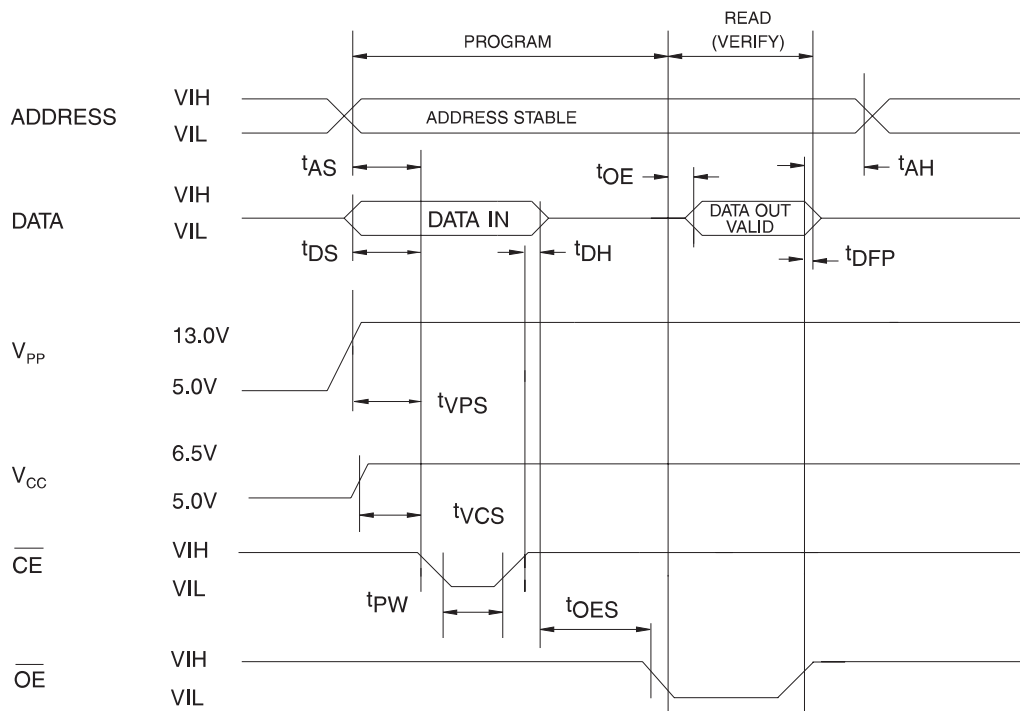 READ
PROGRAM (VERIFY)
ADDRESS VIH
VIL ADDRESS STABLE
tAS tOE tAH
DATA VIH
VIL DATA IN DATA OUT
VALID
tDS tDH tDFP
VPP 13.0V
5.0V
tVPS
VCC 6.5V
5.0V
tVCS
CE VIH
VIL
tPW tOES
OE VIH
VIL